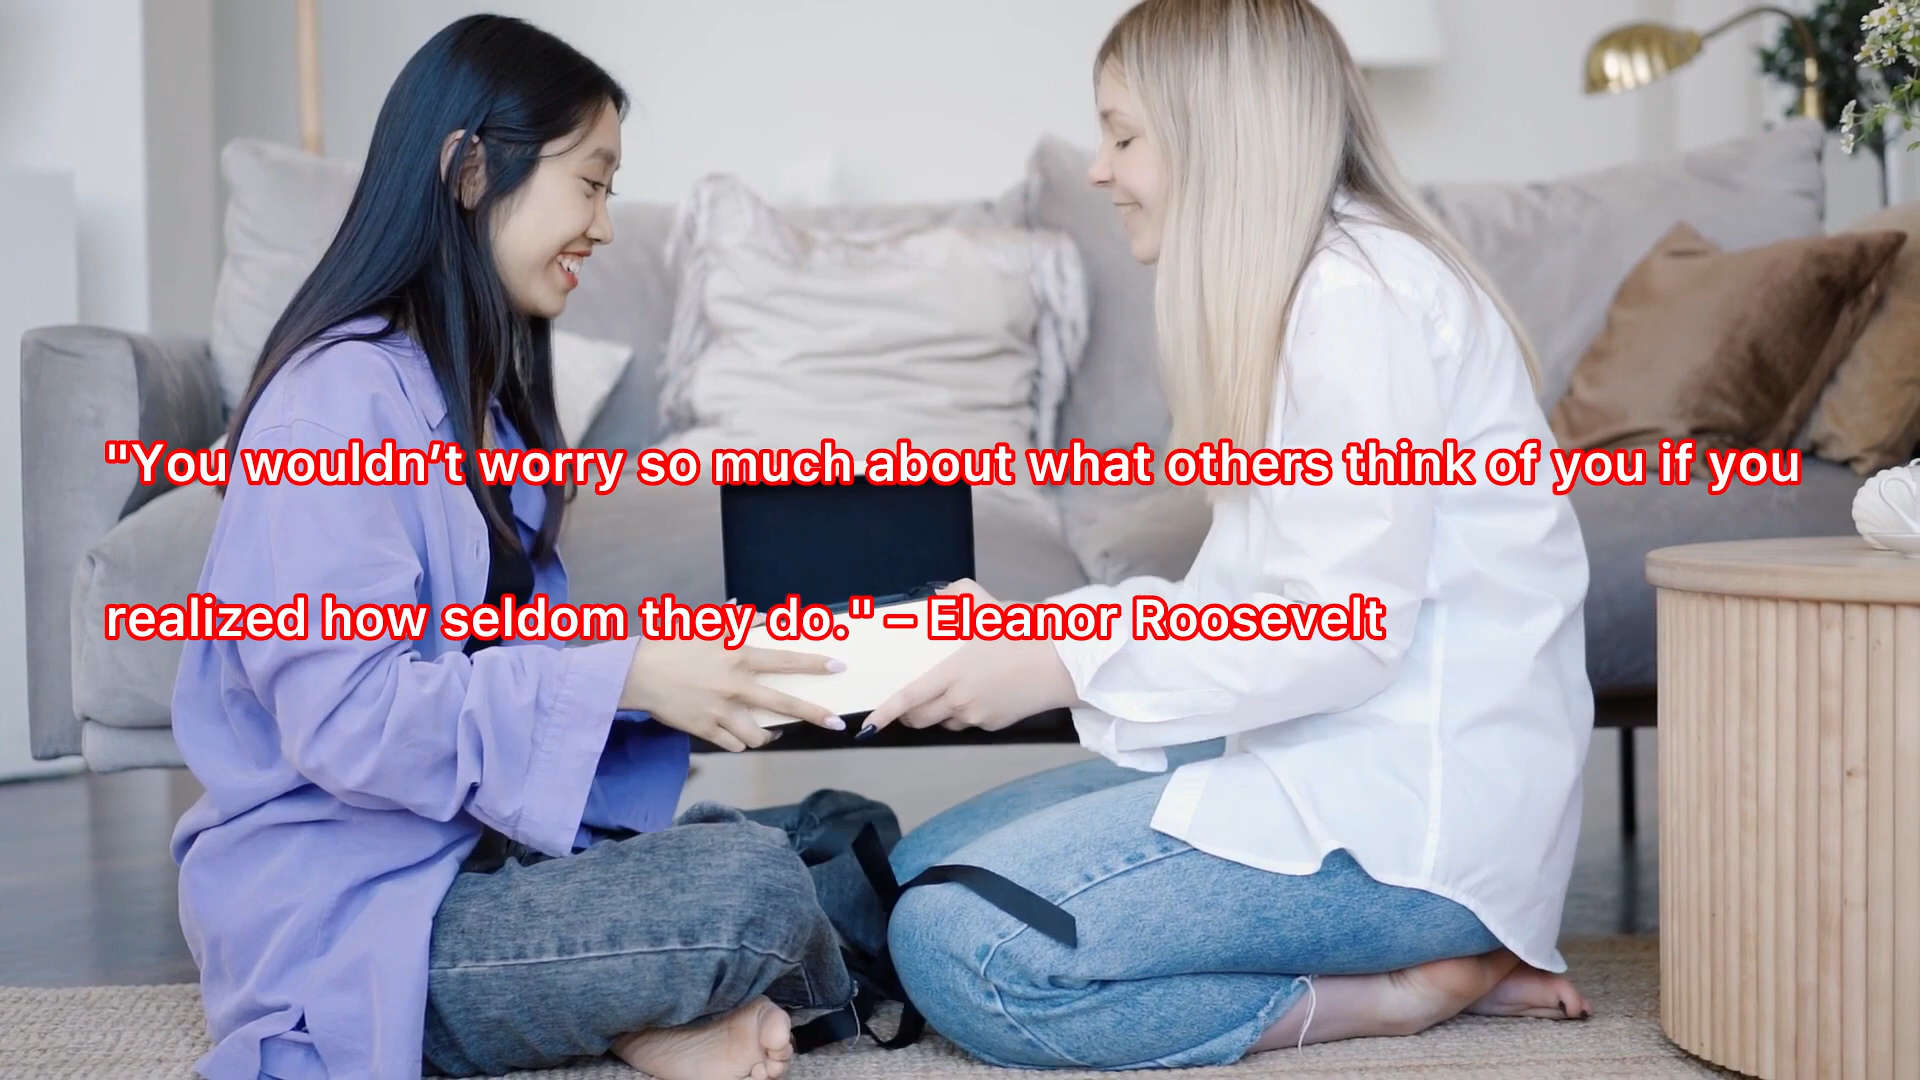 "You wouldn’t worry so much about what others think of you if you
realized how seldom they do." – Eleanor Roosevelt